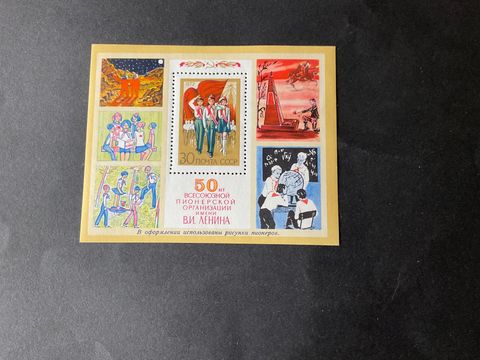 30 ПОЧТА СССР
50 лет
ВСЕСОЮЗНОЙ
ПИОНЕРСКОЙ
ОРГАНИЗАЦИИ
ИМЕНИ
В.И. ЛЕНИНА
В оформлении использованы рисунки пионеров.